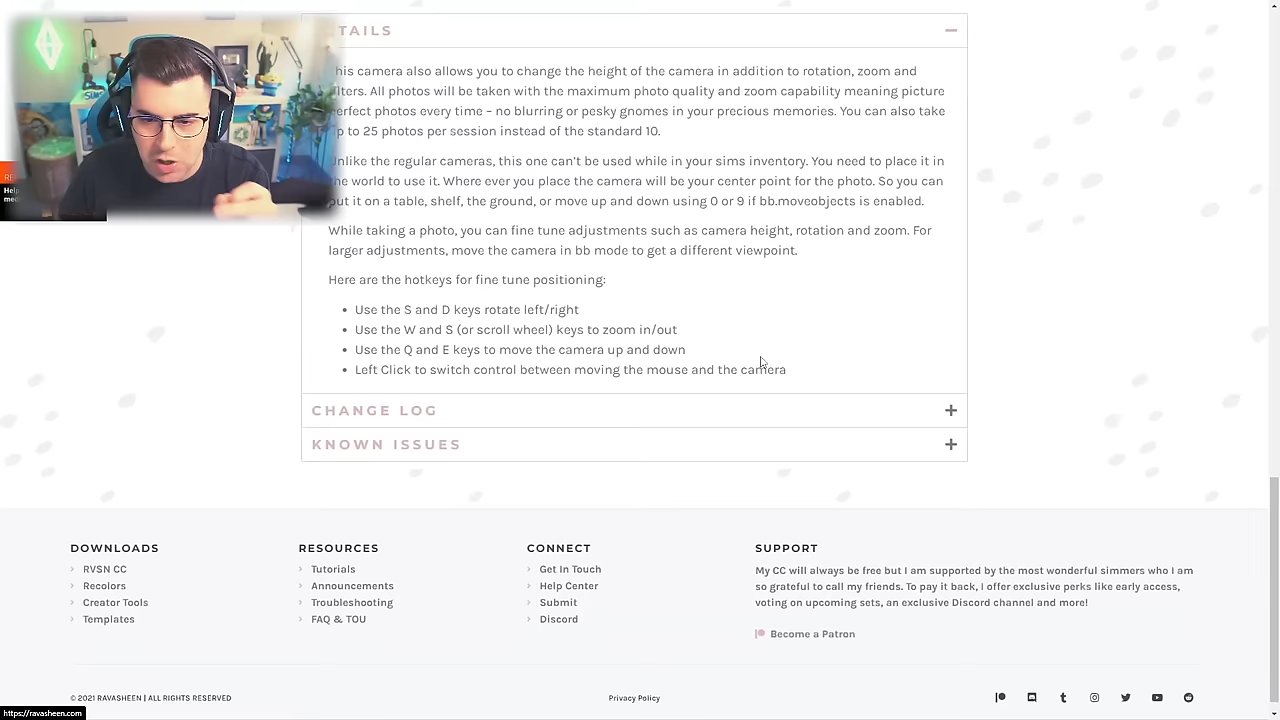 TAILS
his camera also allows you to change the height of the camera in addition to rotation, zoom and
lters. All photos will be taken with the maximum photo quality and zoom capability meaning picture
erfect photos every time – no blurring or pesky gnomes in your precious memories. You can also take
p to 25 photos per session instead of the standard 10.
nlike the regular cameras, this one can't be used while in your sims inventory. You need to place it in
he world to use it. Where ever you place the camera will be your center point for the photo. So you can
ut it on a table, shelf, the ground, or move up and down using 0 or 9 if bb.moveobjects is enabled.
While taking a photo, you can fine tune adjustments such as camera height, rotation and zoom. For
larger adjustments, move the camera in bb mode to get a different viewpoint.
Here are the hotkeys for fine tune positioning:
• Use the S and D keys rotate left/right
• Use the W and S (or scroll wheel) keys to zoom in/out
• Use the Q and E keys to move the camera up and down
• Left Click to switch control between moving the mouse and the camera
CHANGE LOG
KNOWN ISSUES
DOWNLOADS
RVSN CC
Recolors
Creator Tools
Templates
RESOURCES
Tutorials
Announcements
Troubleshooting
FAQ & TOU
CONNECT
Get In Touch
Help Center
Submit
Discord
SUPPORT
My CC will always be free but I am supported by the most wonderful simmers who I am
so grateful to call my friends. To pay it back, I offer exclusive perks like early access,
voting on upcoming sets, an exclusive Discord channel and more!
Become a Patron
© 2021 RAVASHEEN | ALL RIGHTS RESERVED
Privacy Policy
https://ravasheen.com